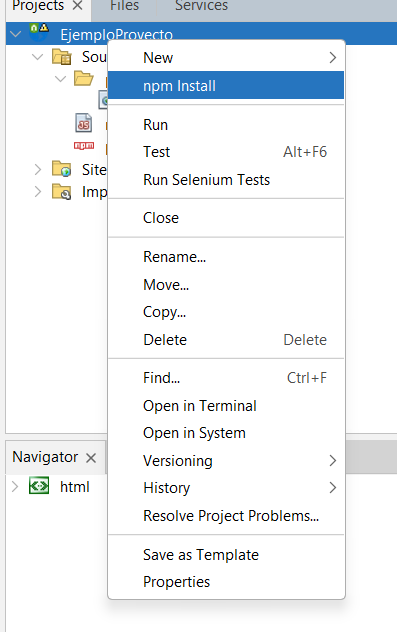 Projects Files Services
EjemploProyecto
Sou
New
npm Install
Run
Test Alt+F6
Run Selenium Tests
Site
Imp
Close
Rename...
Move...
Copy...
Delete Delete
Find... Ctrl+F
Open in Terminal
Open in System
Versioning
History
Resolve Project Problems...
Save as Template
Properties
Navigator
html